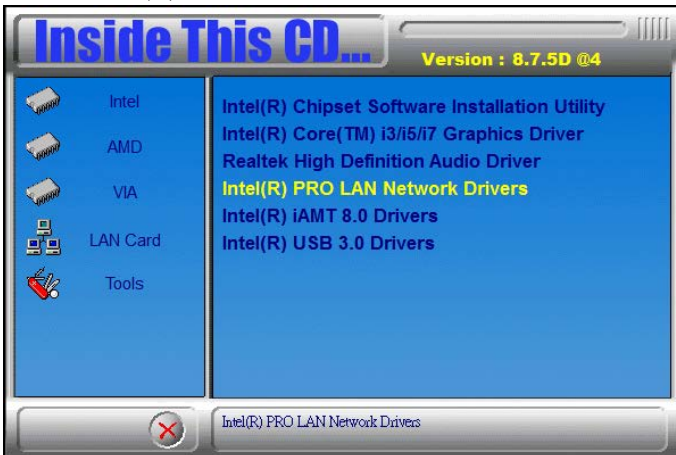 Inside This CD...
Version : 8.7.5D @4
Intel
AMD
VIA
LAN Card
Tools
Intel(R) Chipset Software Installation Utility
Intel(R) Core(TM) i3/i5/i7 Graphics Driver
Realtek High Definition Audio Driver
Intel(R) PRO LAN Network Drivers
Intel(R) iAMT 8.0 Drivers
Intel(R) USB 3.0 Drivers
Intel(R) PRO LAN Network Drivers